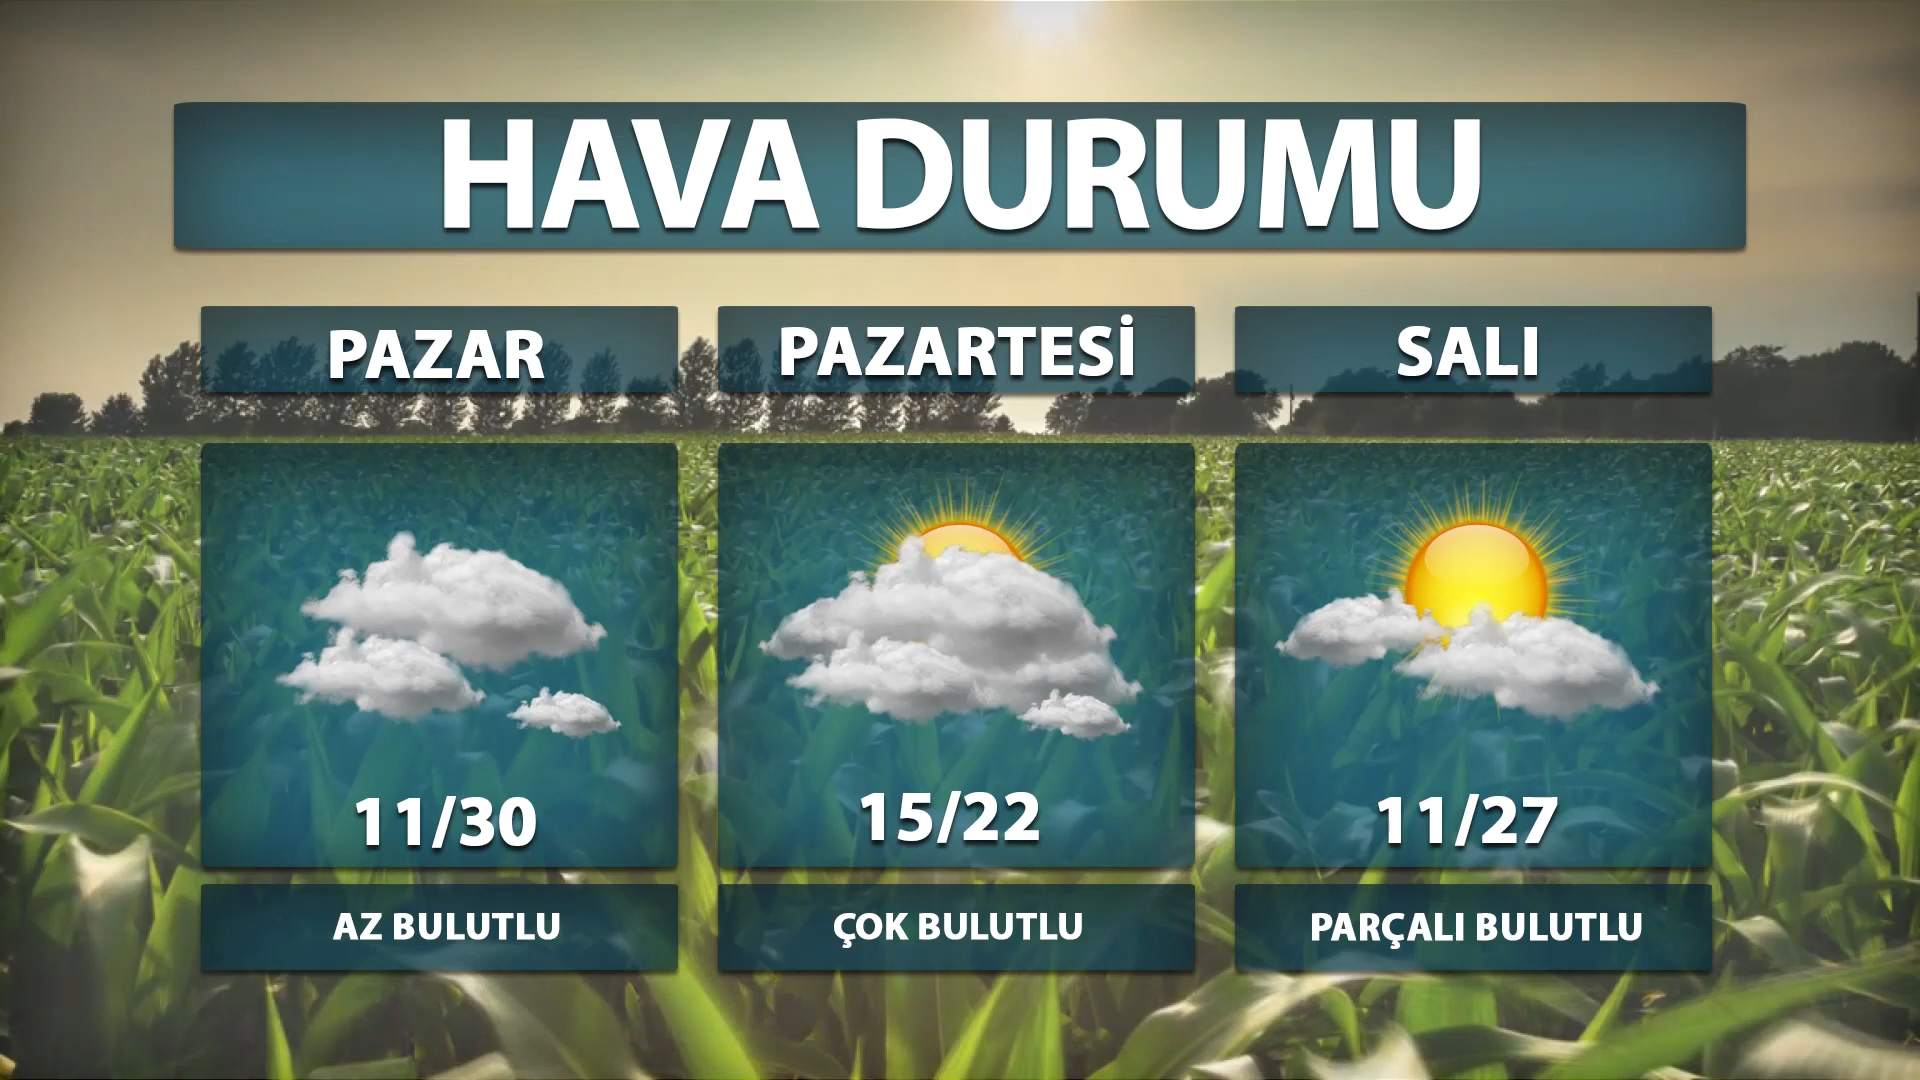 HAVA DURUMU
PAZAR
PAZARTESİ
SALI
11/30
15/22
11/27
AZ BULUTLU
ÇOK BULUTLU
PARÇALI BULUTLU